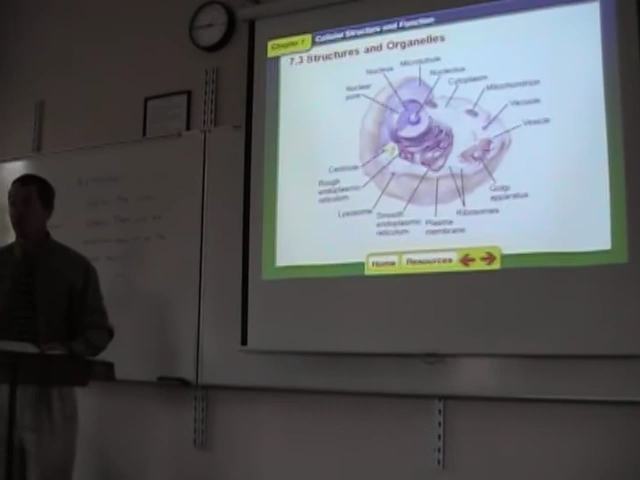 Chapter 7 Cellular Structure and Function
7.3 Structures and Organelles
Nucleus Microtubule
Nucleolus
Cytoplasm
Nuclear
pore
Mitochondrion
Vacuole
Vesicle
Centriole
Rough
endoplasmic
reticulum
Lysosome
Smooth
endoplasmic
reticulum
Plasma
membrane
Ribosomes
Golgi
apparatus
Home Resources